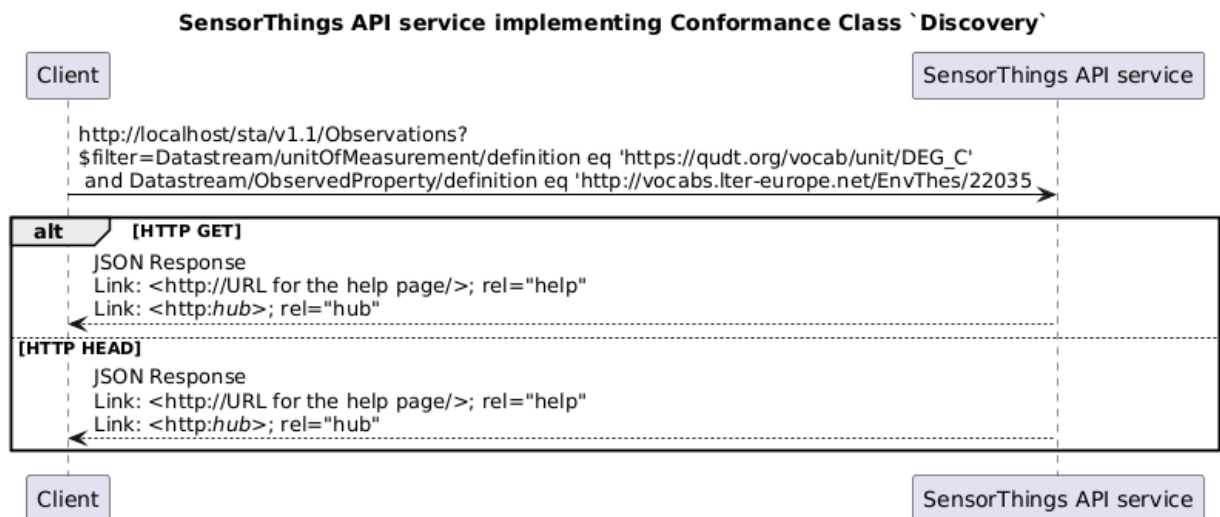 SensorThings API service implementing Conformance Class `Discovery`
Client
SensorThings API service
http://localhost/sta/v1.1/Observations?
$filter=Datastream/unitOfMeasurement/definition eq 'https://qudt.org/vocab/unit/DEG_C'
and Datastream/ObservedProperty/definition eq 'http://vocabs.lter-europe.net/EnvThes/22035
alt [HTTP GET]
JSON Response
Link: <http://URL for the help page/>; rel="help"
Link: <http:hub>; rel="hub"
[HTTP HEAD]
JSON Response
Link: <http://URL for the help page/>; rel="help"
Link: <http:hub>; rel="hub"
Client
SensorThings API service